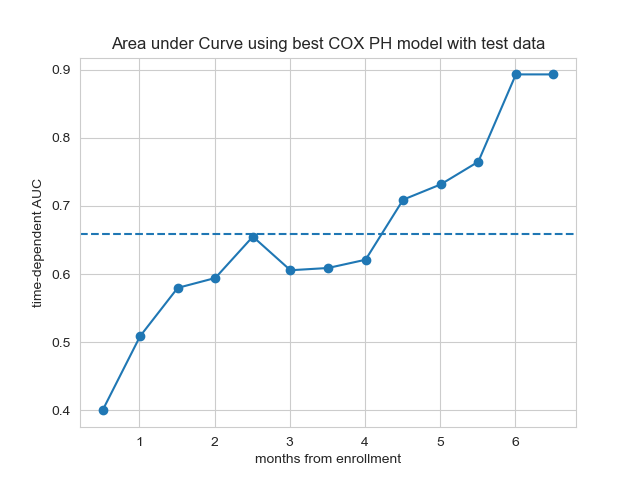 Area under Curve using best COX PH model with test data
0.9
0.8
0.7
0.6
0.5
0.4
time-dependent AUC
1 2 3 4 5 6
months from enrollment